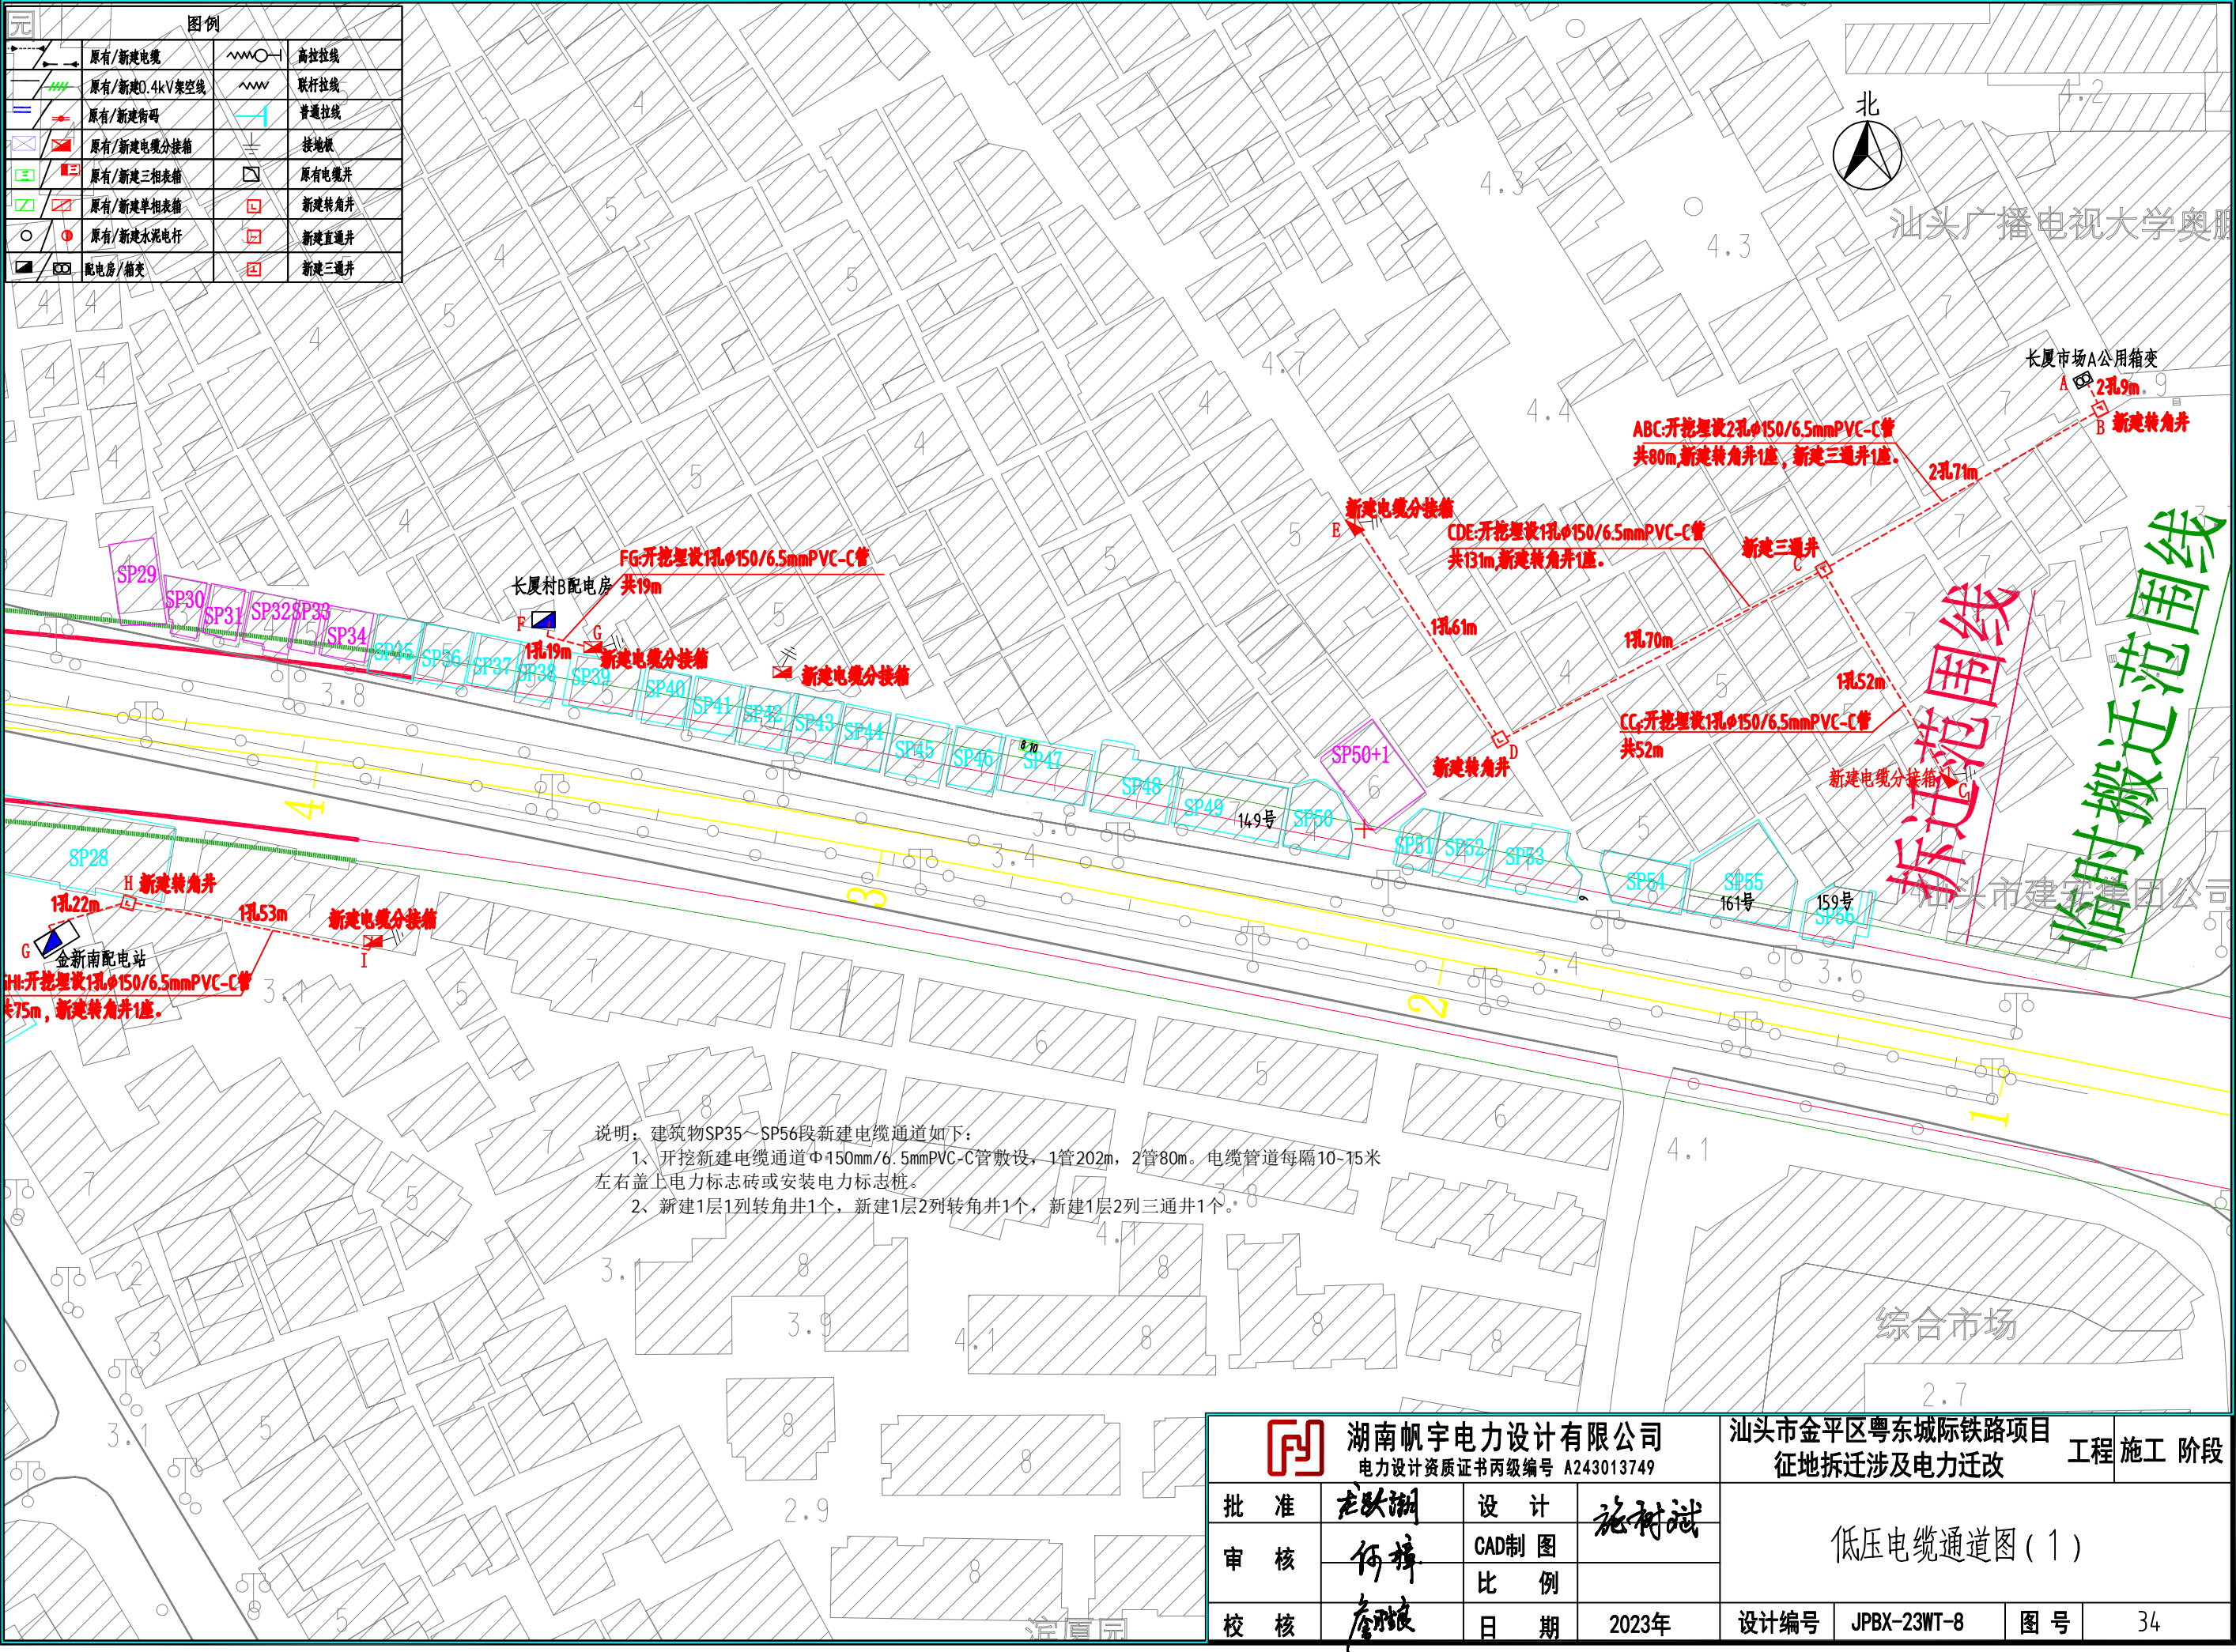 图例
原有/新建电缆
高拉拉线
原有/新建0.4kV架空线
联杆拉线
原有/新建街码
普通拉线
原有/新建电缆分接箱
接地极
原有/新建三相表箱
原有电缆井
原有/新建单相表箱
新建转角井
原有/新建水泥电杆
新建直通井
配电房/箱变
新建三通井
北
汕头广播电视大学奥鹏
长厦市场A公用箱变
A
2孔9m
B
新建转角井
ABC:开挖埋设2孔φ150/6.5mmPVC-C管
共80m,新建转角井1座，新建三通井1座。
2孔71m
新建电缆分接箱
E
CDE:开挖埋设1孔φ150/6.5mmPVC-C管
共131m,新建转角井1座。
新建三通井
C
1孔61m
1孔70m
1孔52m
CC₁:开挖埋设1孔φ150/6.5mmPVC-C管
共52m
新建转角井
D
新建电缆分接箱
C₁
拆迁范围线
临时搬迁范围线
FG:开挖埋设1孔φ150/6.5mmPVC-C管
共19m
长厦村B配电房
F
G
1孔19m
新建电缆分接箱
新建电缆分接箱
SP29
SP30
SP31
SP32
SP33
SP34
SP35
SP36
SP37
SP38
SP39
SP40
SP41
SP42
SP43
SP44
SP45
SP46
SP47
SP48
SP49
149号
SP50
SP50+1
SP51
SP52
SP53
SP54
SP55
161号
159号
SP56
汕头市建安集团公司
SP28
H
新建转角井
1孔22m
1孔53m
新建电缆分接箱
I
G
金新南配电站
GHI:开挖埋设1孔φ150/6.5mmPVC-C管
共75m，新建转角井1座。
4
3
2
1
说明：建筑物SP35～SP56段新建电缆通道如下：
1、开挖新建电缆通道Φ150mm/6.5mmPVC-C管敷设，1管202m，2管80m。电缆管道每隔10~15米
左右盖上电力标志砖或安装电力标志桩。
2、新建1层1列转角井1个，新建1层2列转角井1个，新建1层2列三通井1个。
综合市场
滨厦园
湖南帆宇电力设计有限公司
电力设计资质证书丙级编号 A243013749
汕头市金平区粤东城际铁路项目
征地拆迁涉及电力迁改
工程
施工 阶段
批 准
设 计
审 核
CAD制 图
比 例
校 核
日 期
2023年
低压电缆通道图(1)
设计编号
JPBX-23WT-8
图 号
34